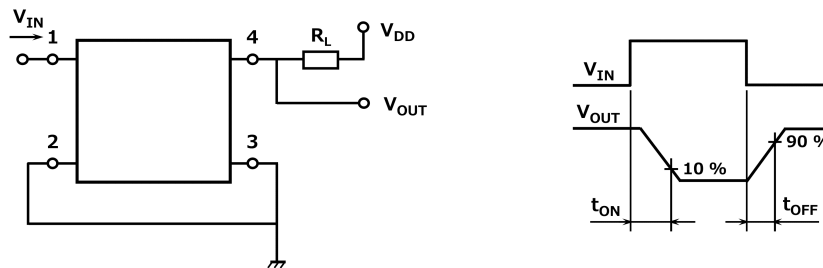 V_IN
1
2
4
3
R_L
V_DD
V_OUT
V_IN
V_OUT
10 %
90 %
t_ON
t_OFF